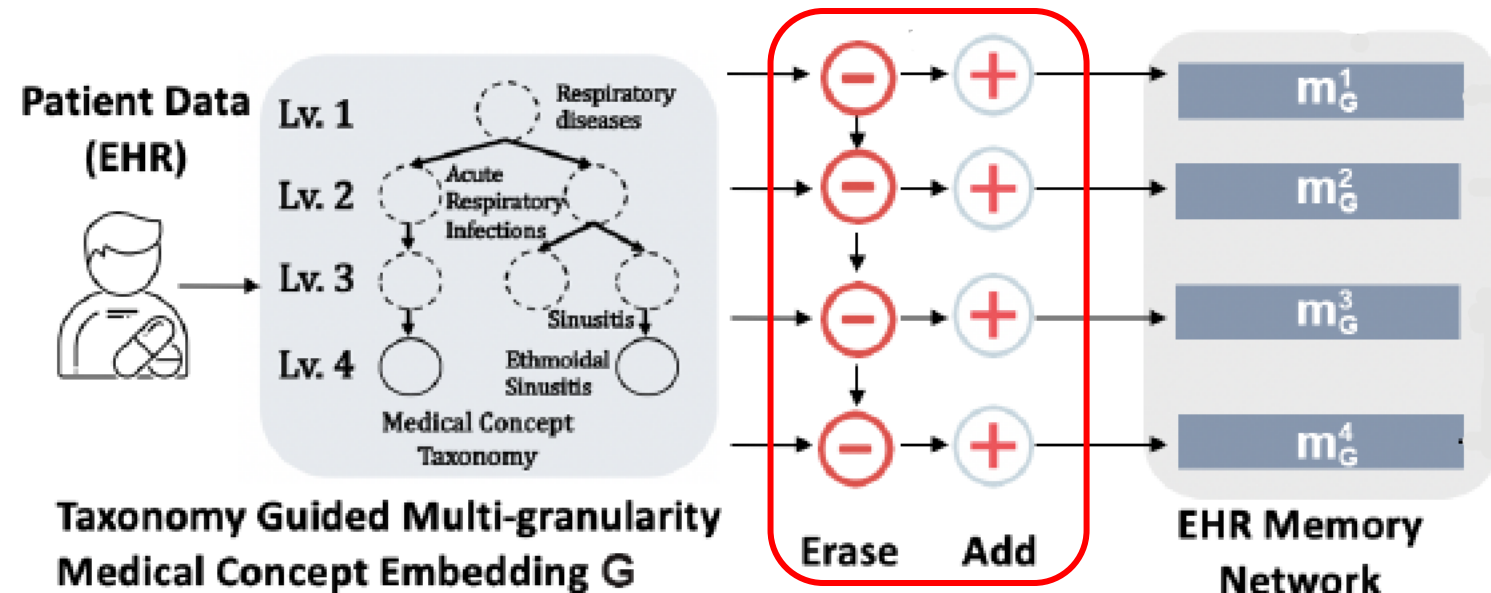 Patient Data
(EHR)
Lv. 1
Respiratory
diseases
Lv. 2
Acute
Respiratory
Infections
Lv. 3
Sinusitis
Lv. 4
Ethmoidal
Sinusitis
Medical Concept
Taxonomy
Taxonomy Guided Multi-granularity
Medical Concept Embedding G
Erase
Add
m¹G
m²G
m³G
m⁴G
EHR Memory
Network